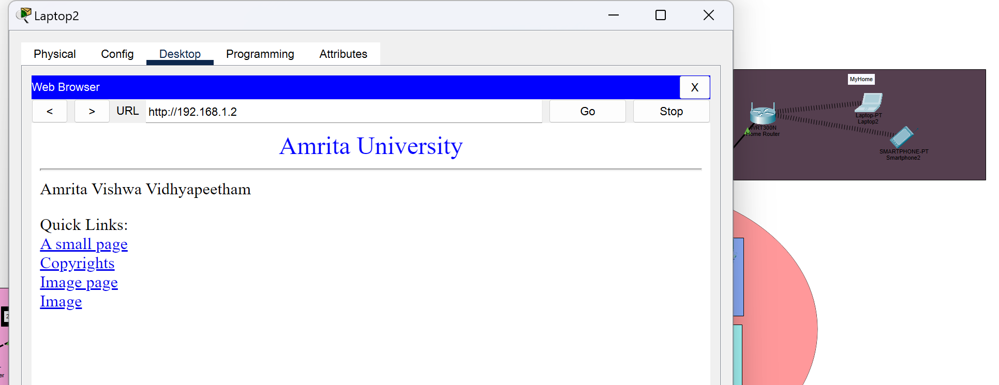 Laptop2
Physical Config Desktop Programming Attributes
Web Browser X
< > URL http://192.168.1.2 Go Stop
Amrita University
Amrita Vishwa Vidhyapeetham
Quick Links:
A small page
Copyrights
Image page
Image
MyHome
Laptop-PT
Laptop2
WRT300N
Home Router
SMARTPHONE-PT
Smartphone2
2
er